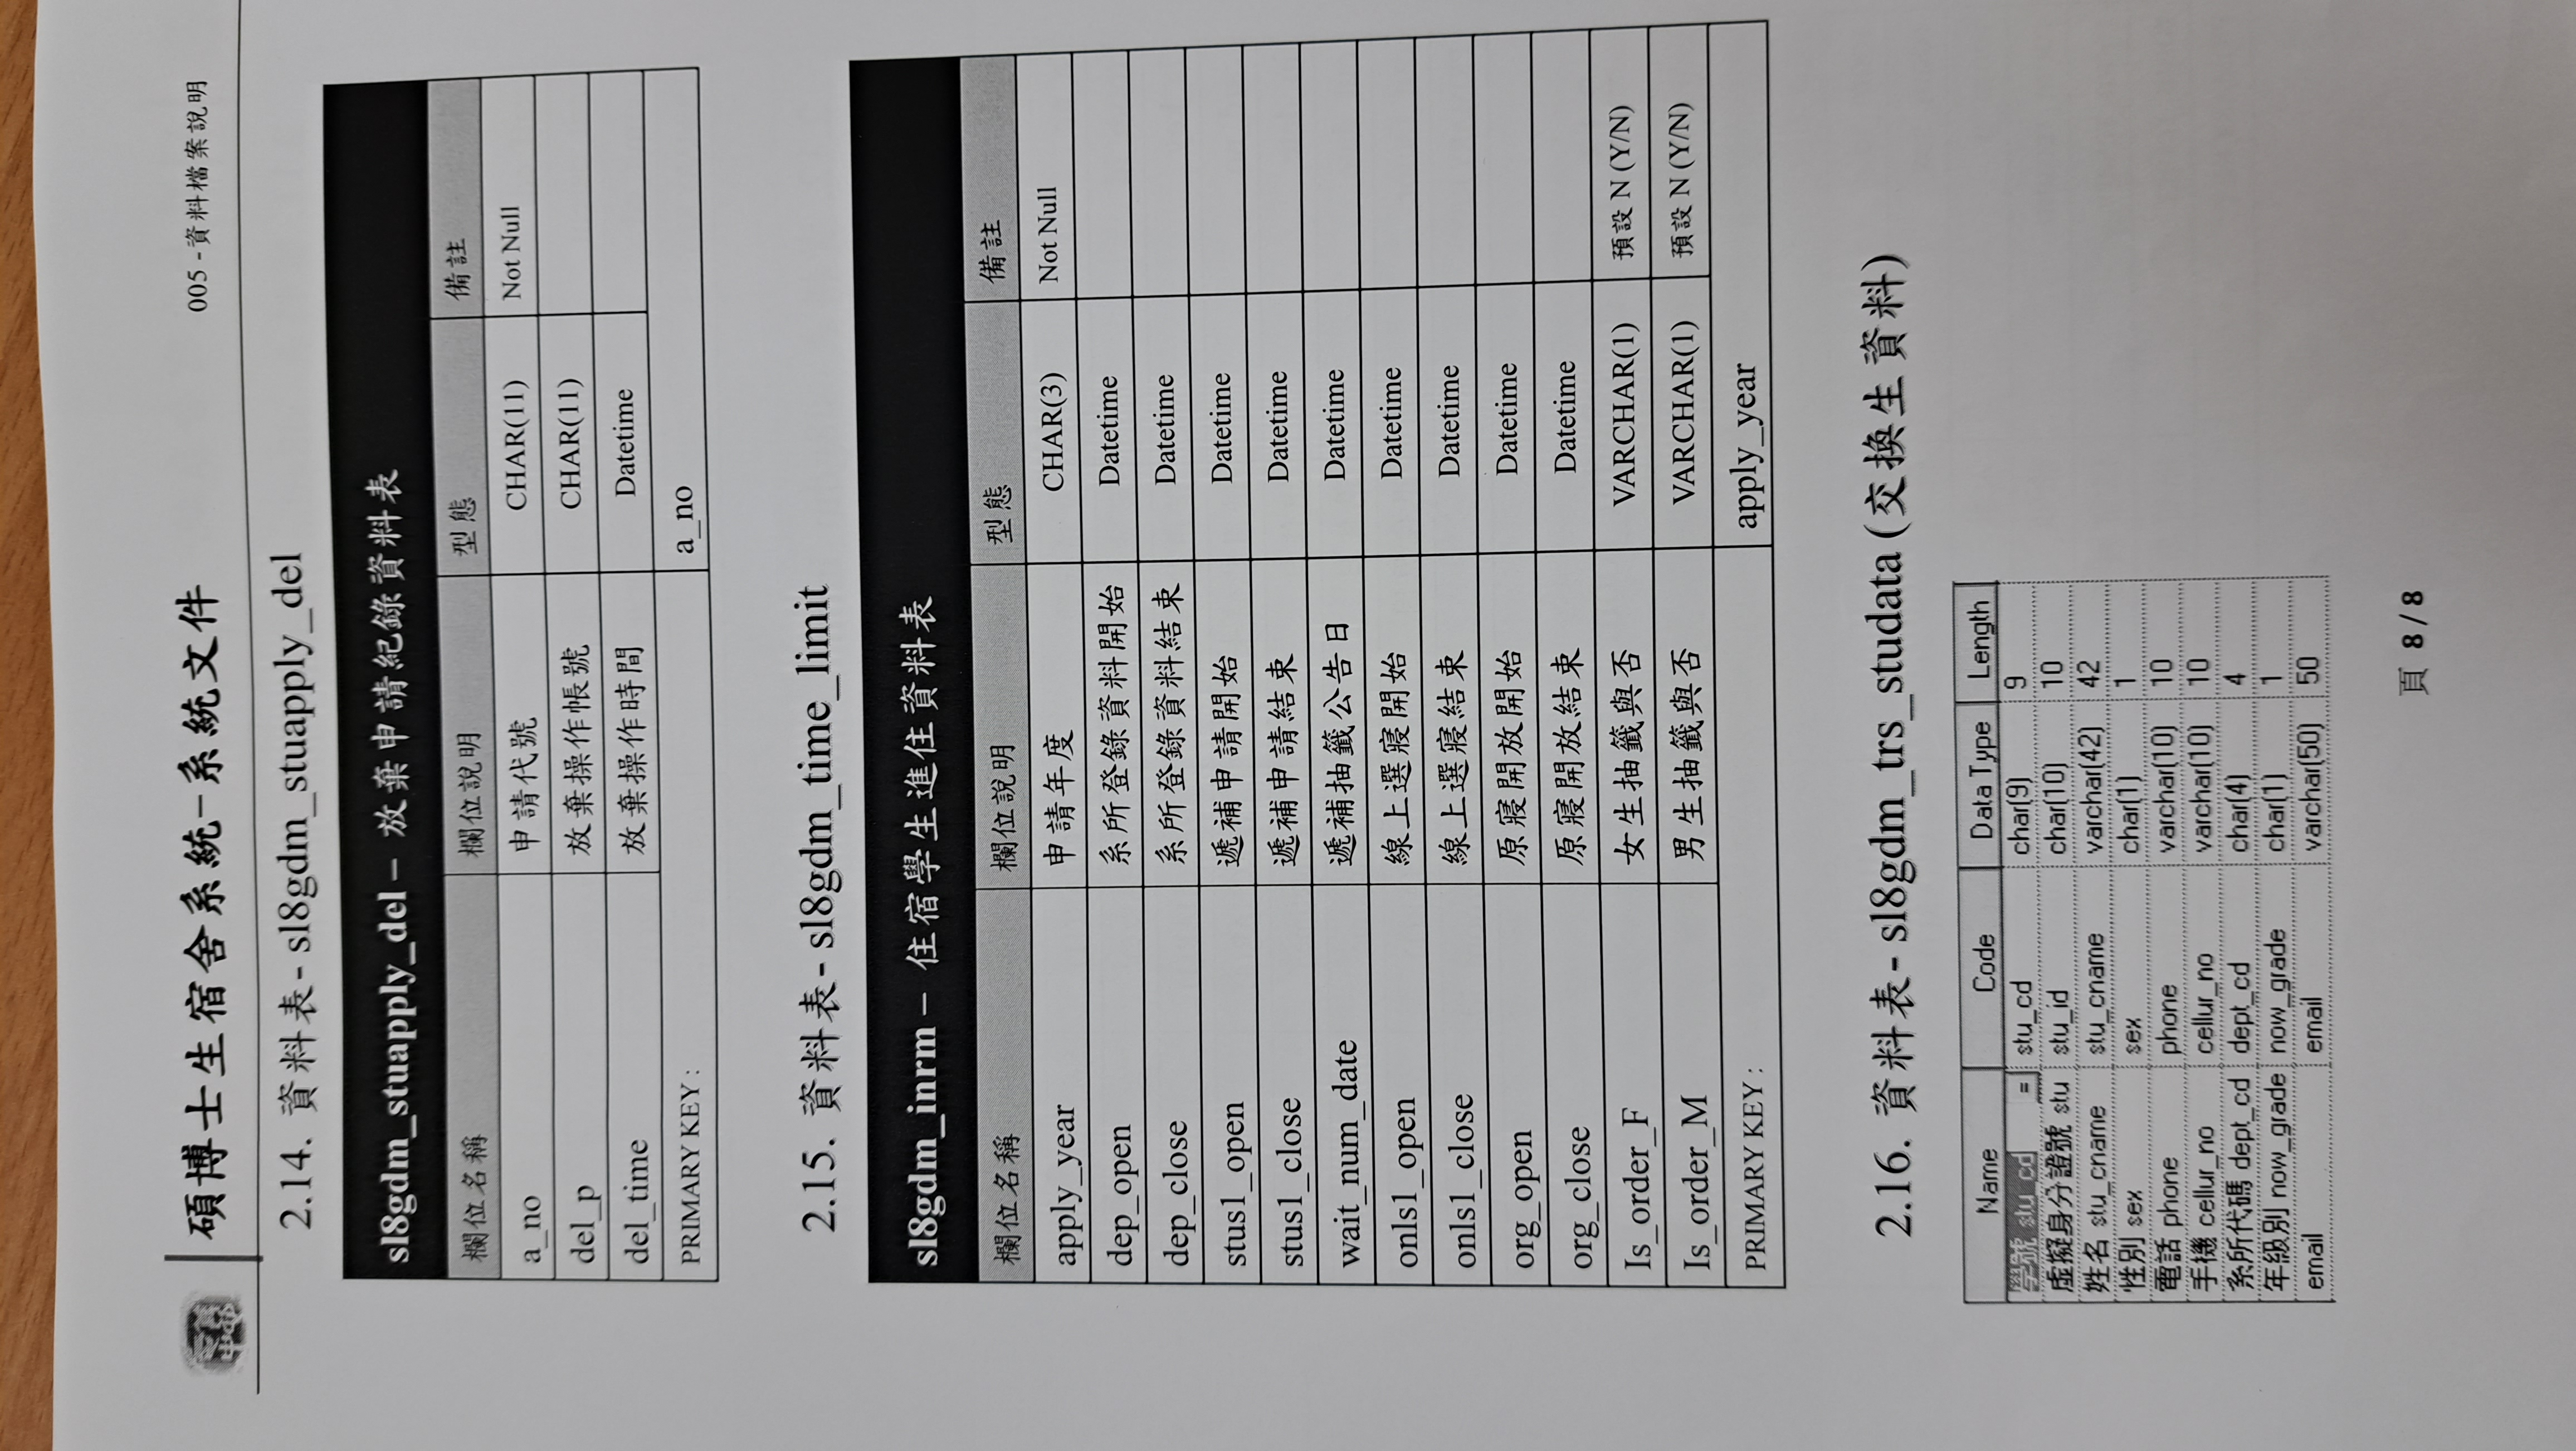 碩博士生宿舍系統-系統文件 005 -資料檔案說明
2.14. 資料表- sl8gdm_stuapply_del
sl8gdm_stuapply_del – 放棄申請紀錄資料表
欄位名稱 欄位說明 型態 備註
a_no 申請代號 CHAR(11) Not Null
del_p 放棄操作帳號 CHAR(11)
del_time 放棄操作時間 Datetime
PRIMARY KEY : a_no
2.15. 資料表- sl8gdm_time_limit
sl8gdm_inrm – 住宿學生進住資料表
欄位名稱 欄位說明 型態 備註
apply_year 申請年度 CHAR(3) Not Null
dep_open 系所登錄資料開始 Datetime
dep_close 系所登錄資料結束 Datetime
stus1_open 遞補申請開始 Datetime
stus1_close 遞補申請結束 Datetime
wait_num_date 遞補抽籤公告日 Datetime
onls1_open 線上選寢開始 Datetime
onls1_close 線上選寢結束 Datetime
org_open 原寢開放開始 Datetime
org_close 原寢開放結束 Datetime
Is_order_F 女生抽籤與否 VARCHAR(1) 預設 N (Y/N)
Is_order_M 男生抽籤與否 VARCHAR(1) 預設 N (Y/N)
PRIMARY KEY : apply_year
2.16. 資料表- sl8gdm_trs_studata (交換生資料)
Name Code Data Type Length
學號 stu_cd = stu_cd char(9) 9
虛擬身分證號 stu stu_id char(10) 10
姓名 stu_cname stu_cname varchar(42) 42
性別 sex sex char(1) 1
電話 phone phone varchar(10) 10
手機 cellur_no cellur_no varchar(10) 10
系所代碼 dept_cd dept_cd char(4) 4
年級別 now_grade now_grade char(1) 1
email email varchar(50) 50
頁 8 / 8